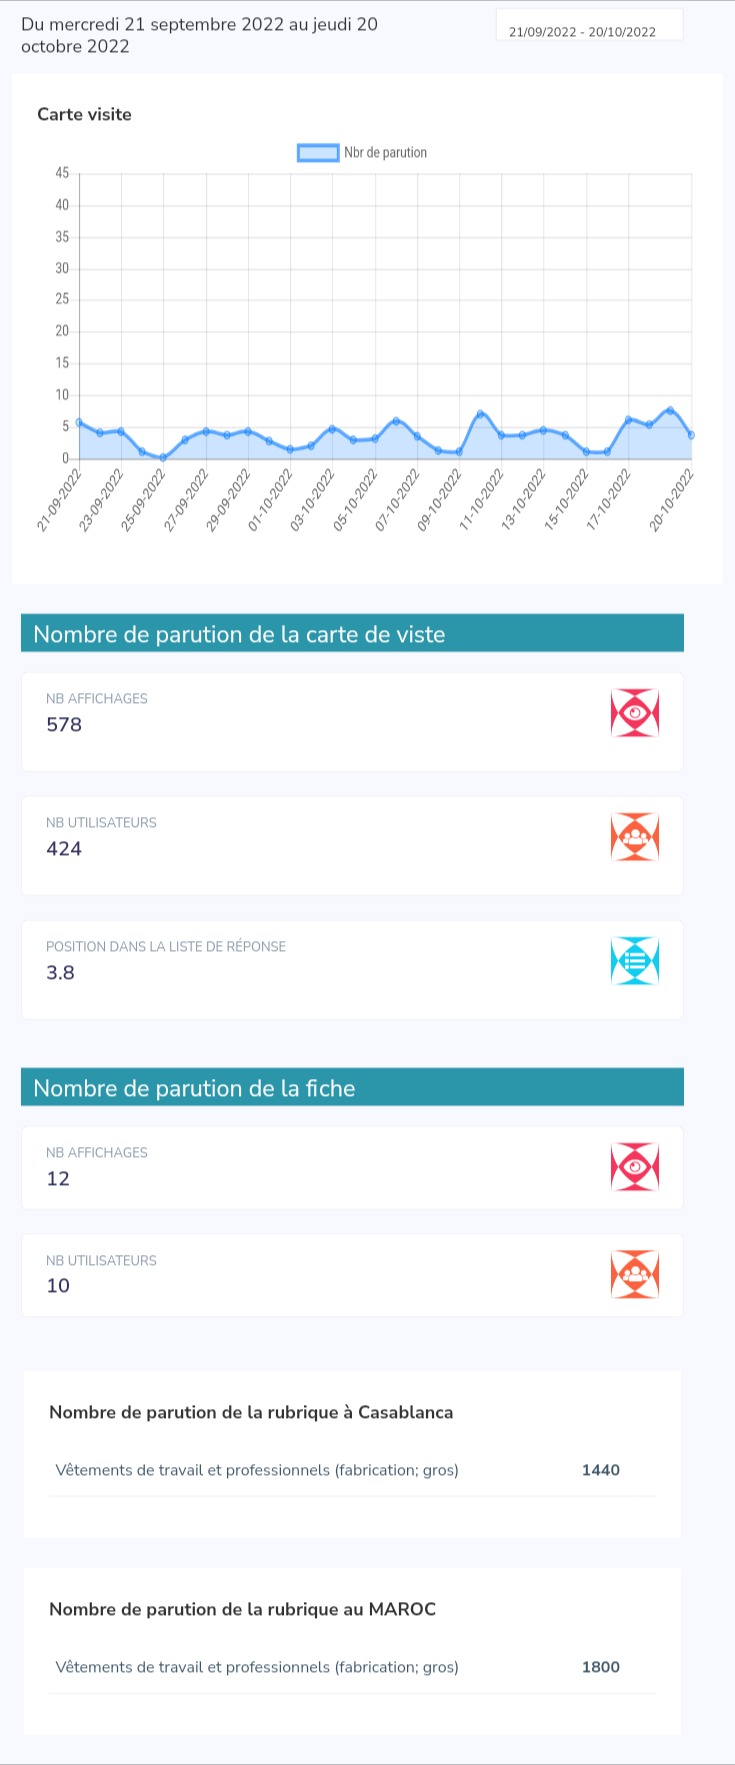 Du mercredi 21 septembre 2022 au jeudi 20
octobre 2022
21/09/2022 - 20/10/2022
Carte visite
Nbr de parution
45
40
35
30
25
20
15
10
5
0
21-09-2022
23-09-2022
25-09-2022
27-09-2022
29-09-2022
01-10-2022
03-10-2022
05-10-2022
07-10-2022
09-10-2022
11-10-2022
13-10-2022
15-10-2022
17-10-2022
20-10-2022
Nombre de parution de la carte de viste
NB AFFICHAGES
578
NB UTILISATEURS
424
POSITION DANS LA LISTE DE RÉPONSE
3.8
Nombre de parution de la fiche
NB AFFICHAGES
12
NB UTILISATEURS
10
Nombre de parution de la rubrique à Casablanca
Vêtements de travail et professionnels (fabrication; gros) 1440
Nombre de parution de la rubrique au MAROC
Vêtements de travail et professionnels (fabrication; gros) 1800